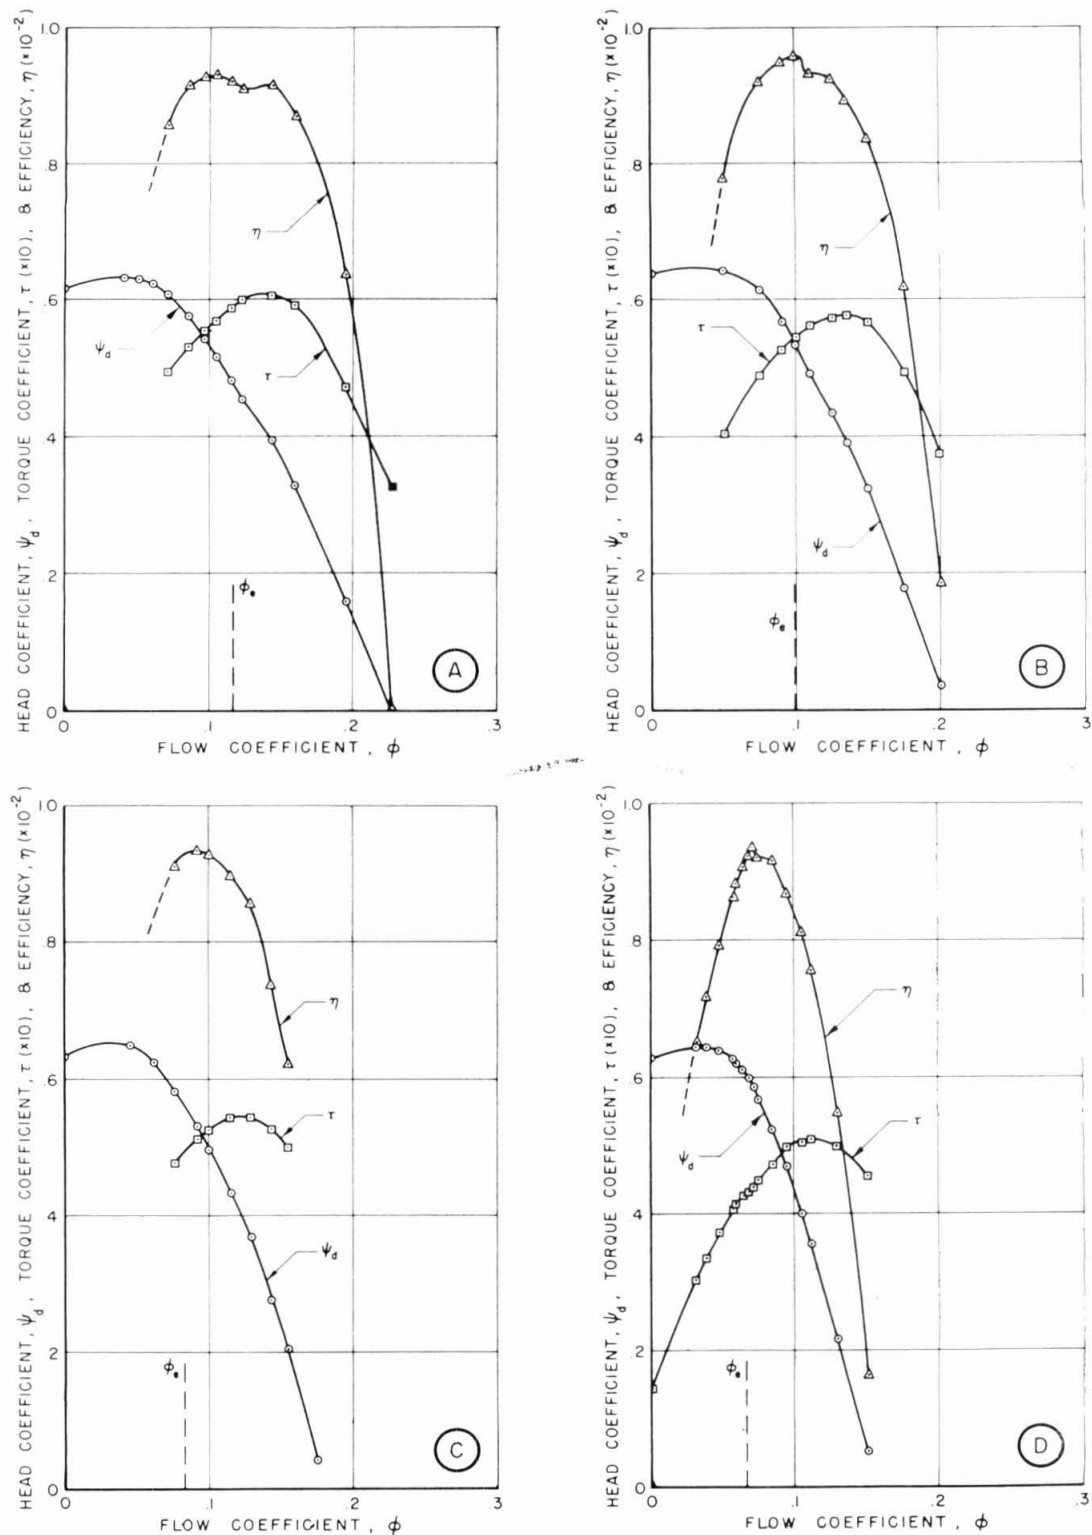 HEAD COEFFICIENT, ψd, TORQUE COEFFICIENT, τ (×10), & EFFICIENCY, η (×10⁻²)
1.0
.8
.6
.4
.2
0
η
ψd
τ
ϕe
A
0 .1 .2 .3
FLOW COEFFICIENT, ϕ
HEAD COEFFICIENT, ψd, TORQUE COEFFICIENT, τ (×10), & EFFICIENCY, η (×10⁻²)
1.0
.8
.6
.4
.2
0
η
τ
ψd
ϕe
B
0 .1 .2 .3
FLOW COEFFICIENT, ϕ
HEAD COEFFICIENT, ψd, TORQUE COEFFICIENT, τ (×10), & EFFICIENCY, η (×10⁻²)
1.0
.8
.6
.4
.2
0
η
τ
ψd
ϕe
C
0 .1 .2 .3
FLOW COEFFICIENT, ϕ
HEAD COEFFICIENT, ψd, TORQUE COEFFICIENT, τ (×10), & EFFICIENCY, η (×10⁻²)
1.0
.8
.6
.4
.2
0
η
τ
ψd
ϕe
D
0 .1 .2 .3
FLOW COEFFICIENT, ϕ